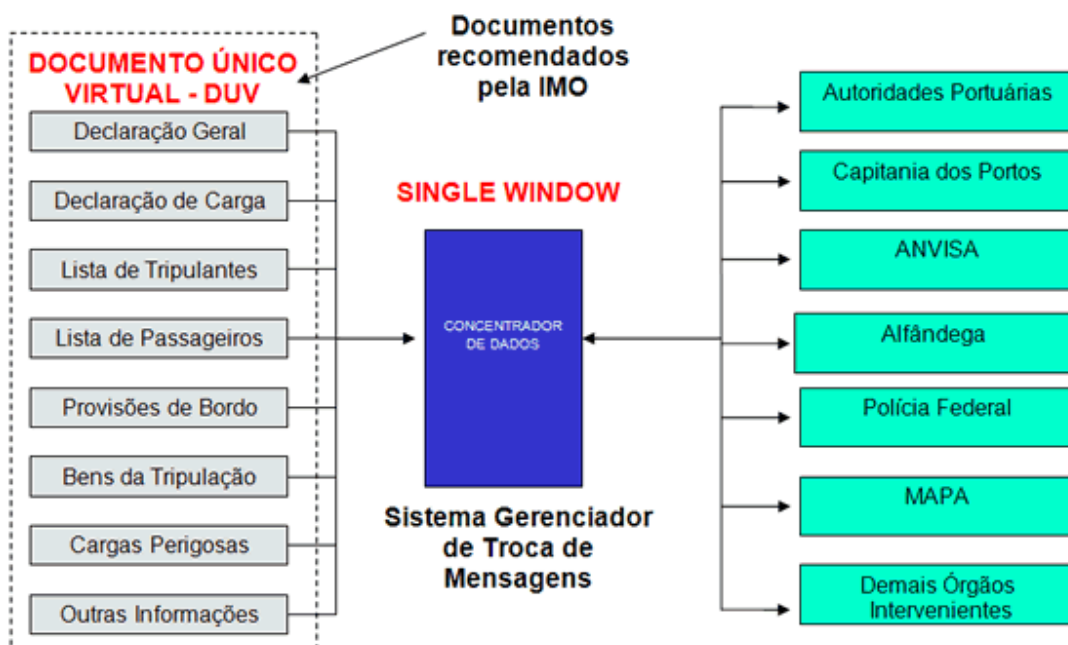 Documentos
recomendados
pela IMO
DOCUMENTO ÚNICO
VIRTUAL - DUV
Declaração Geral
Declaração de Carga
Lista de Tripulantes
Lista de Passageiros
Provisões de Bordo
Bens da Tripulação
Cargas Perigosas
Outras Informações
SINGLE WINDOW
CONCENTRADOR
DE DADOS
Sistema Gerenciador
de Troca de
Mensagens
Autoridades Portuárias
Capitania dos Portos
ANVISA
Alfândega
Polícia Federal
MAPA
Demais Órgãos
Intervenientes